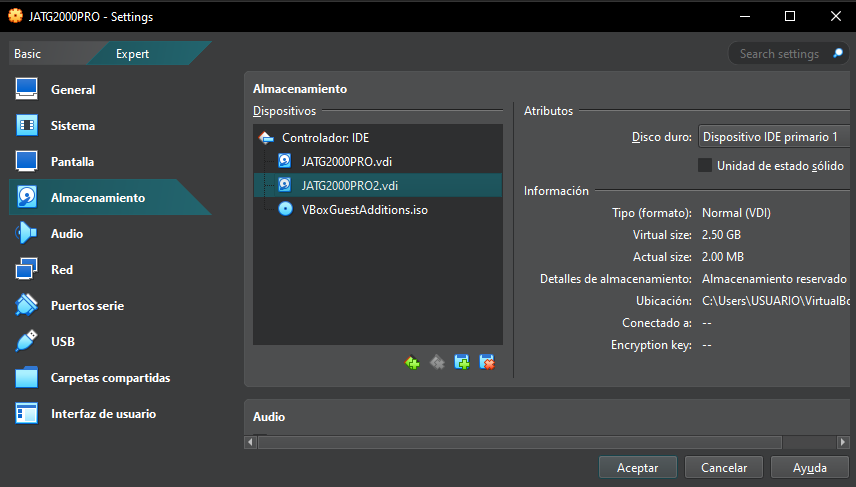 JATG2000PRO - Settings
Basic
Expert
Search settings
General
Sistema
Pantalla
Almacenamiento
Audio
Red
Puertos serie
USB
Carpetas compartidas
Interfaz de usuario
Almacenamiento
Dispositivos
Controlador: IDE
JATG2000PRO.vdi
JATG2000PRO2.vdi
VBoxGuestAdditions.iso
Atributos
Disco duro: Dispositivo IDE primario 1
Unidad de estado sólido
Información
Tipo (formato): Normal (VDI)
Virtual size: 2.50 GB
Actual size: 2.00 MB
Detalles de almacenamiento: Almacenamiento reservado
Ubicación: C:\Users\USUARIO\VirtualBo
Conectado a: --
Encryption key: --
Audio
Aceptar
Cancelar
Ayuda